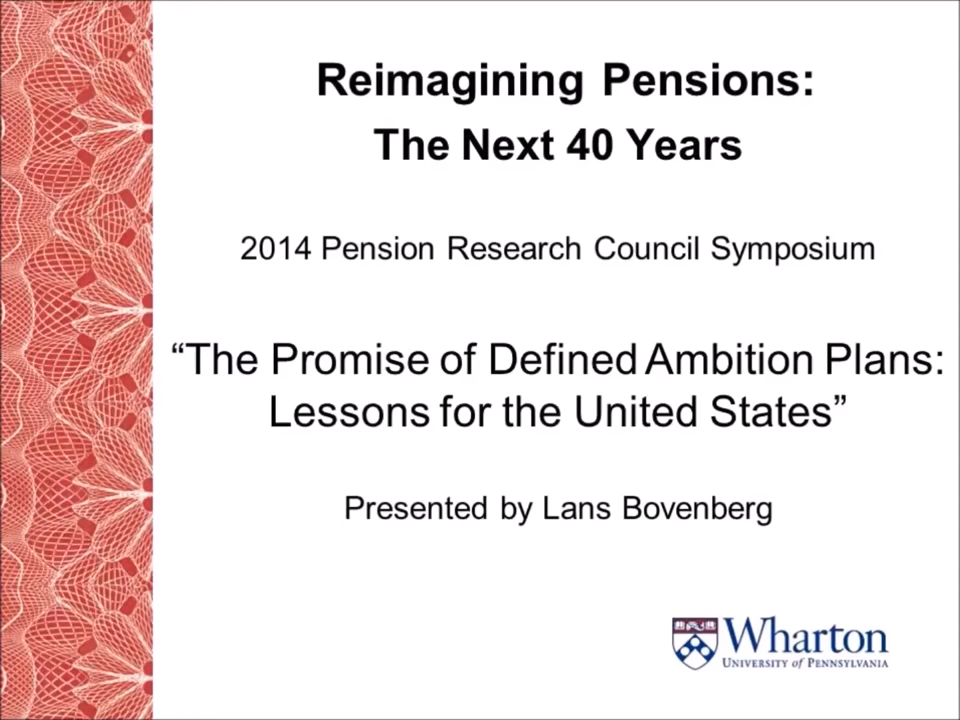 Reimagining Pensions:
The Next 40 Years
2014 Pension Research Council Symposium
“The Promise of Defined Ambition Plans:
Lessons for the United States”
Presented by Lans Bovenberg
Wharton
UNIVERSITY of PENNSYLVANIA